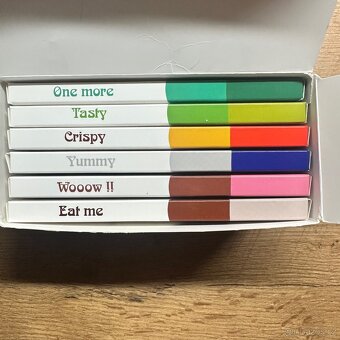 One more
Tasty
Crispy
Yummy
Wooow !!
Eat me